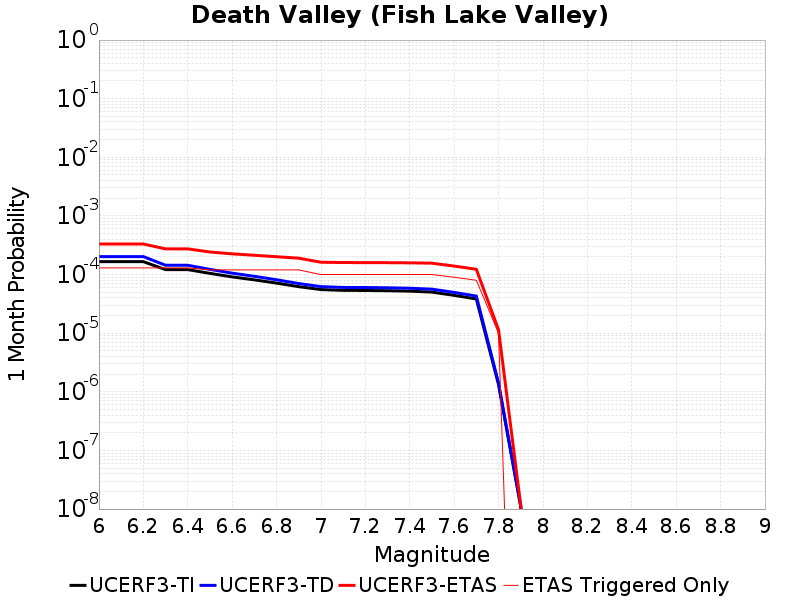 Death Valley (Fish Lake Valley)
10^0
10^-1
10^-2
10^-3
10^-4
10^-5
10^-6
10^-7
10^-8
1 Month Probability
6 6.2 6.4 6.6 6.8 7 7.2 7.4 7.6 7.8 8 8.2 8.4 8.6 8.8 9
Magnitude
UCERF3-TI UCERF3-TD UCERF3-ETAS ETAS Triggered Only